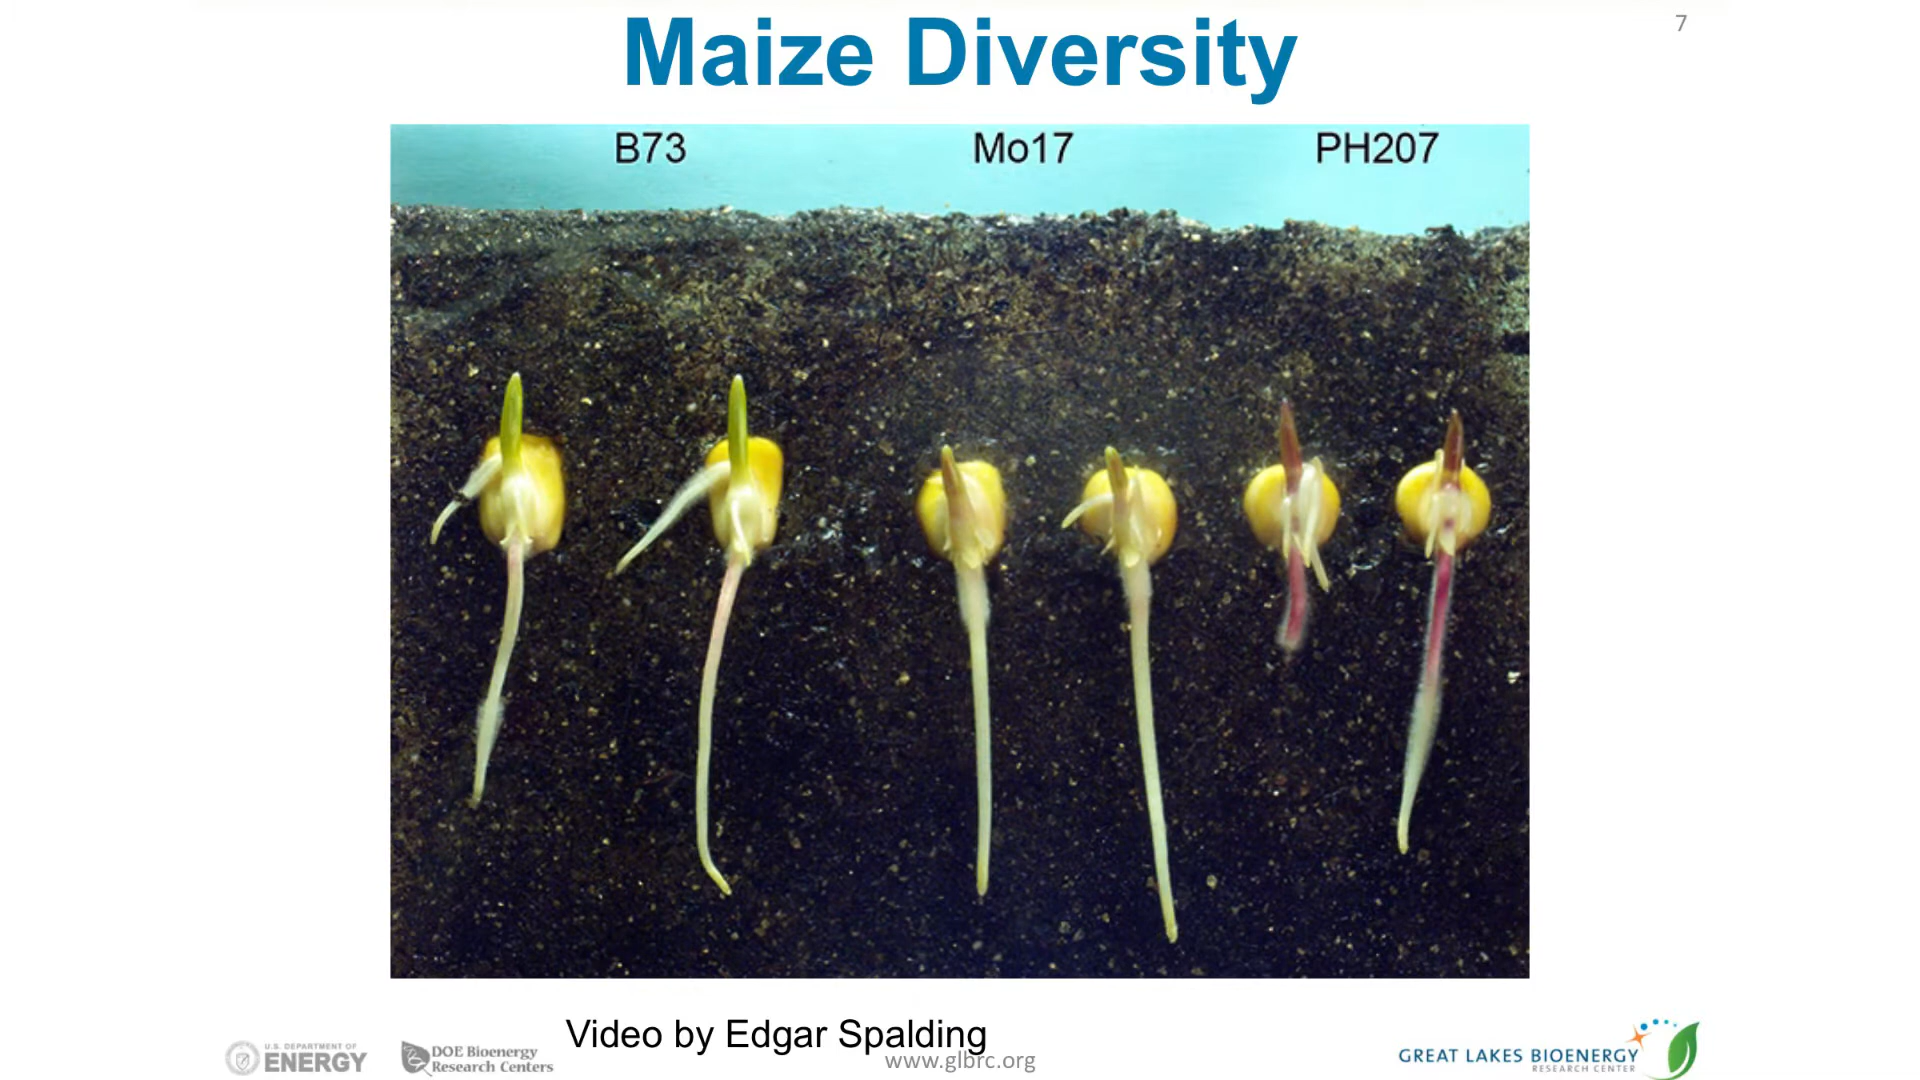 Maize Diversity
7
B73
Mo17
PH207
Video by Edgar Spalding
U.S. DEPARTMENT OF
ENERGY
DOE Bioenergy
Research Centers
www.glbrc.org
GREAT LAKES BIOENERGY
RESEARCH CENTER